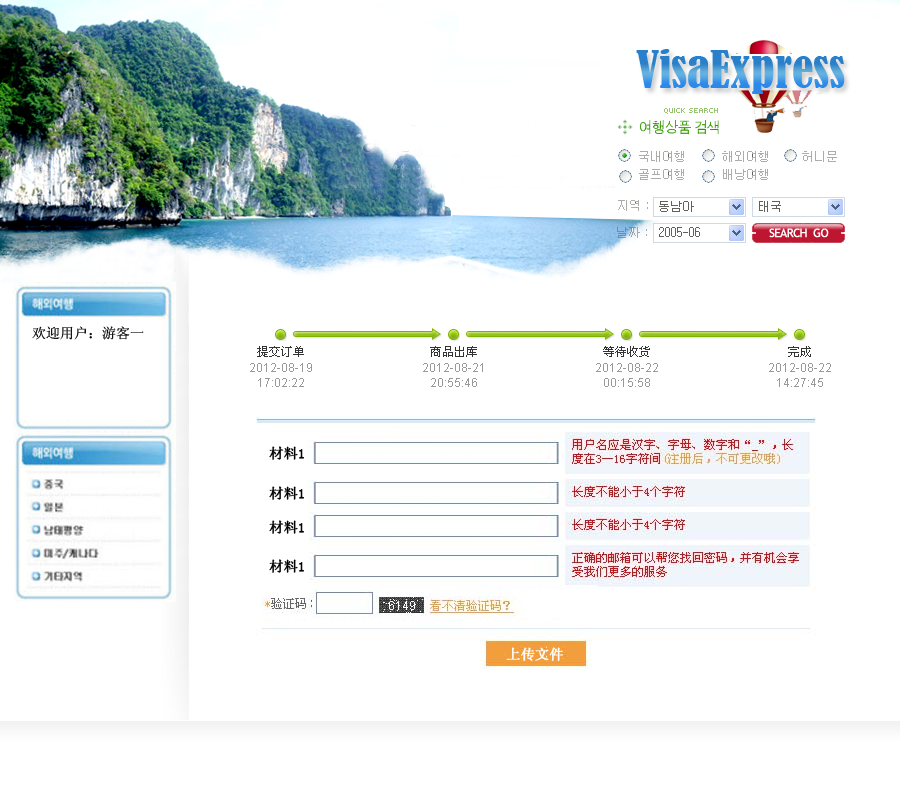 VisaExpress
QUICK SEARCH
여행상품 검색
국내여행 해외여행 허니문
골프여행 배낭여행
지역 : 동남아 태국
날짜 : 2005-06 SEARCH GO
해외여행
欢迎用户：游客一
해외여행
중국
일본
남태평양
미주/캐나다
기타지역
提交订单 商品出库 等待收货 完成
2012-08-19 2012-08-21 2012-08-22 2012-08-22
17:02:22 20:55:46 00:15:58 14:27:45
材料1
用户名应是汉字、字母、数字和“_”，长
度在3—16字符间(注册后，不可更改哦)
材料1 长度不能小于4个字符
材料1 长度不能小于4个字符
材料1
正确的邮箱可以帮您找回密码，并有机会享
受我们更多的服务
*验证码： 6149 看不清验证码？
上传文件